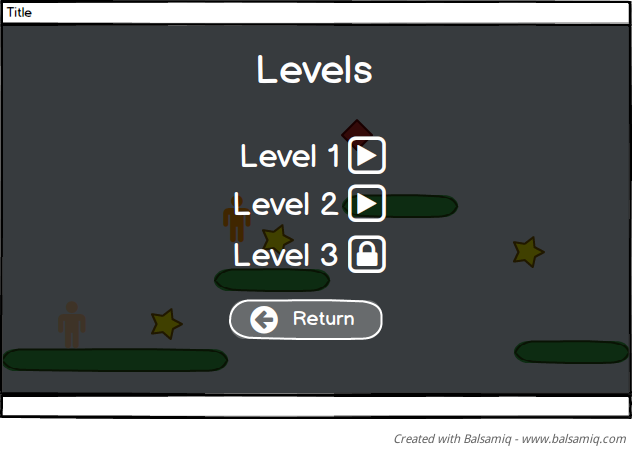 Title
Levels
Level 1
Level 2
Level 3
Return
Created with Balsamiq - www.balsamiq.com